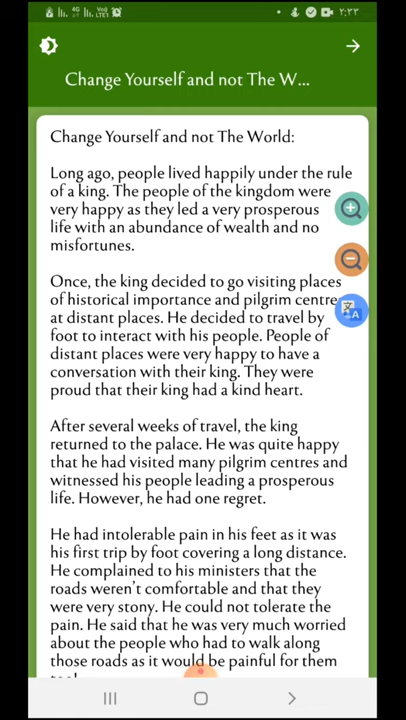 4G
Vo))
LTE1
٢:٣٣
Change Yourself and not The W...
Change Yourself and not The World:
Long ago, people lived happily under the rule
of a king. The people of the kingdom were
very happy as they led a very prosperous
life with an abundance of wealth and no
misfortunes.
Once, the king decided to go visiting places
of historical importance and pilgrim centres
at distant places. He decided to travel by
foot to interact with his people. People of
distant places were very happy to have a
conversation with their king. They were
proud that their king had a kind heart.
After several weeks of travel, the king
returned to the palace. He was quite happy
that he had visited many pilgrim centres and
witnessed his people leading a prosperous
life. However, he had one regret.
He had intolerable pain in his feet as it was
his first trip by foot covering a long distance.
He complained to his ministers that the
roads weren't comfortable and that they
were very stony. He could not tolerate the
pain. He said that he was very much worried
about the people who had to walk along
those roads as it would be painful for them